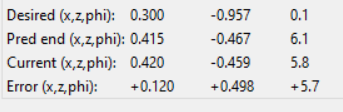 Desired (x,z,phi): 0.300 -0.957 0.1
Pred end (x,z,phi): 0.415 -0.467 6.1
Current (x,z,phi): 0.420 -0.459 5.8
Error (x,z,phi): +0.120 +0.498 +5.7